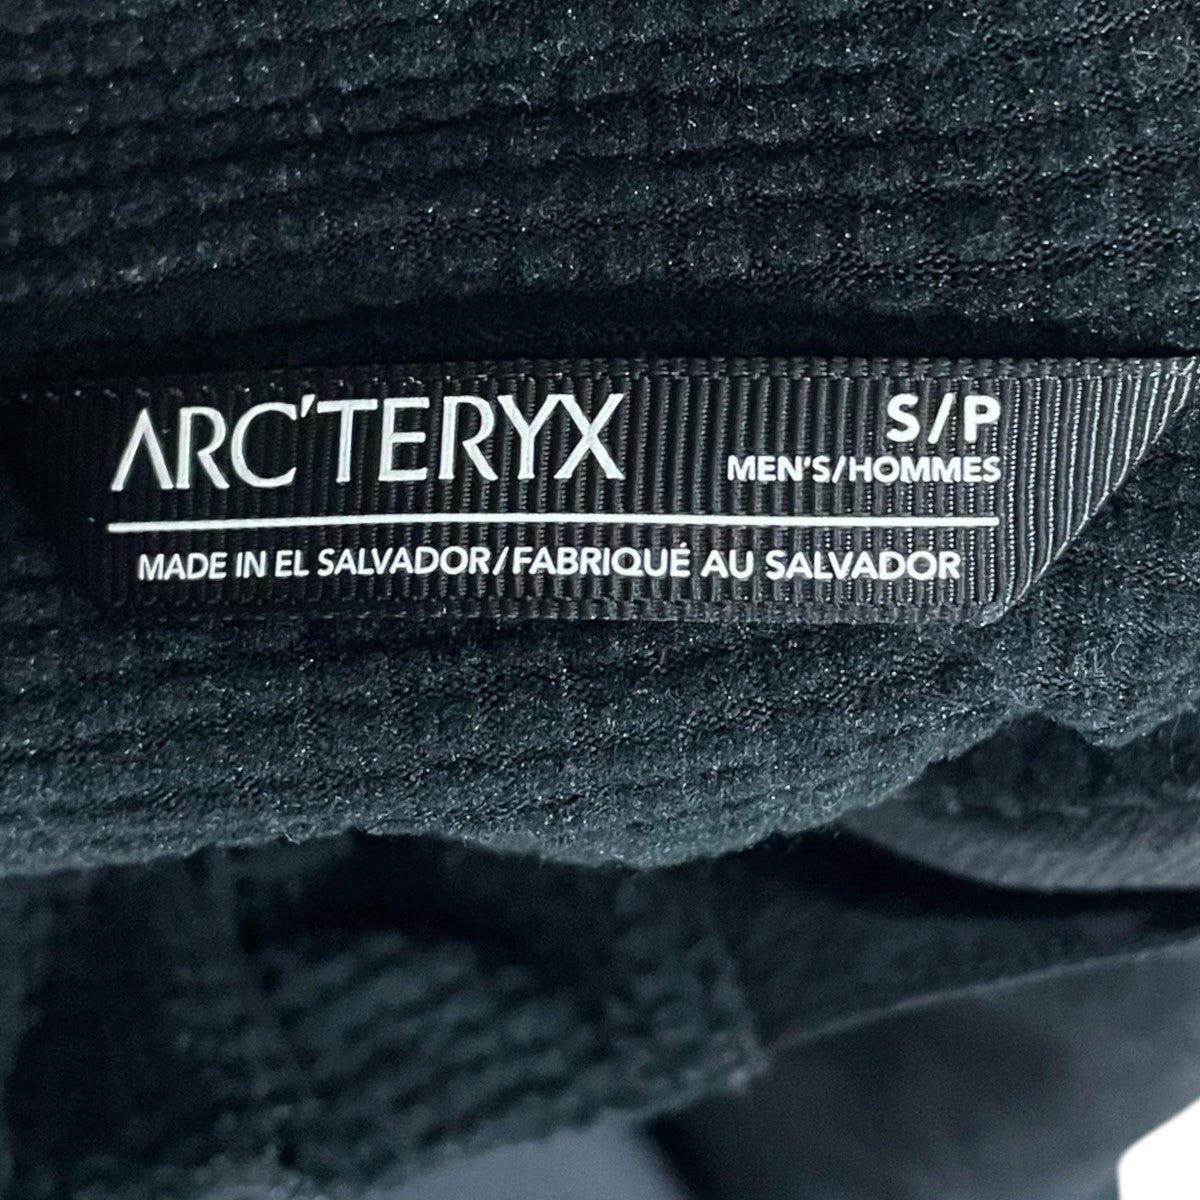 ARC'TERYX
S/P
MEN'S/HOMMES
MADE IN EL SALVADOR/FABRIQUÉ AU SALVADOR